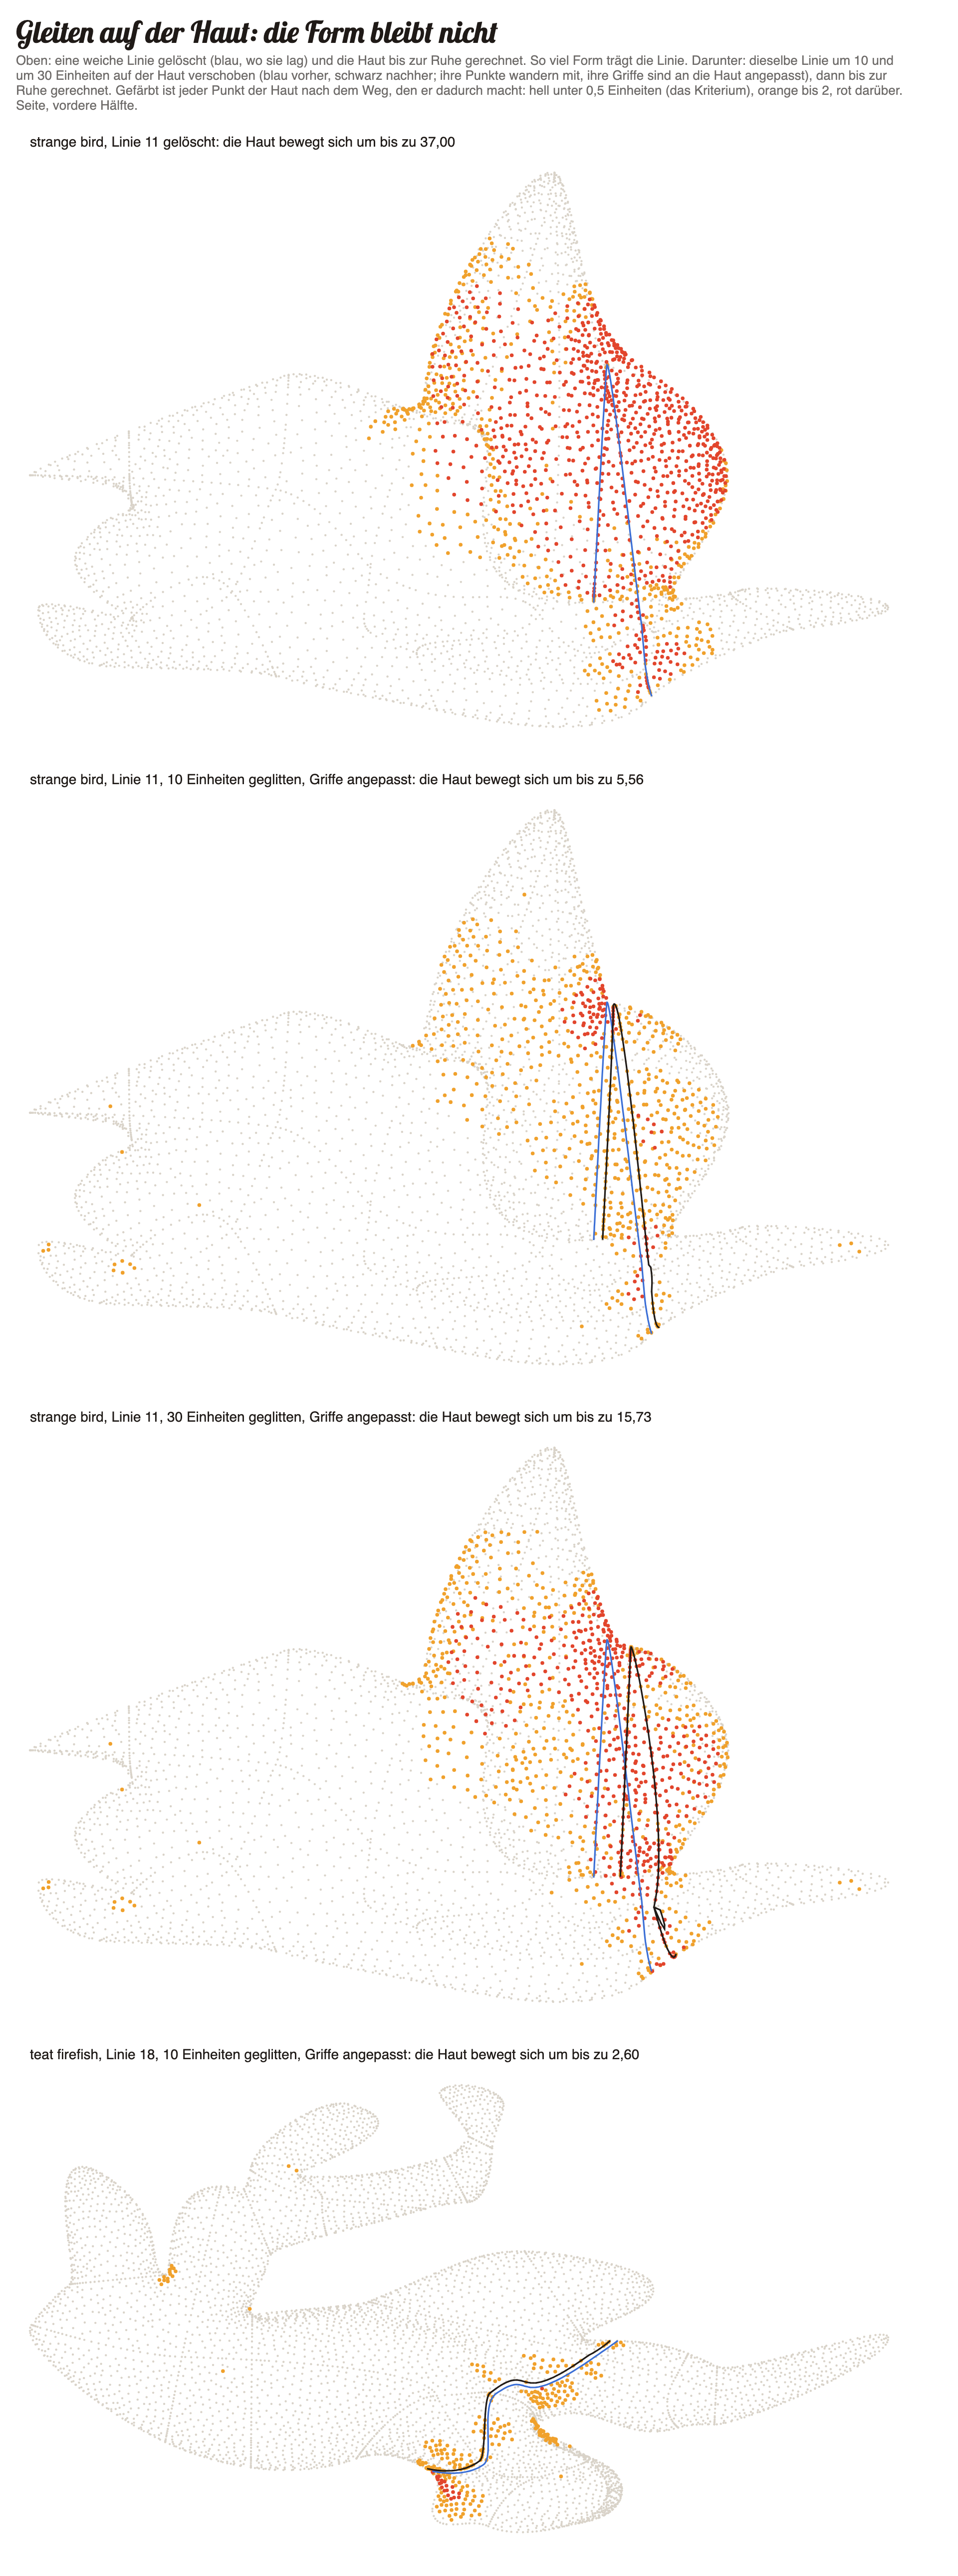 Gleiten auf der Haut: die Form bleibt nicht
Oben: eine weiche Linie gelöscht (blau, wo sie lag) und die Haut bis zur Ruhe gerechnet. So viel Form trägt die Linie. Darunter: dieselbe Linie um 10 und
um 30 Einheiten auf der Haut verschoben (blau vorher, schwarz nachher; ihre Punkte wandern mit, ihre Griffe sind an die Haut angepasst), dann bis zur
Ruhe gerechnet. Gefärbt ist jeder Punkt der Haut nach dem Weg, den er dadurch macht: hell unter 0,5 Einheiten (das Kriterium), orange bis 2, rot darüber.
Seite, vordere Hälfte.
strange bird, Linie 11 gelöscht: die Haut bewegt sich um bis zu 37,00
strange bird, Linie 11, 10 Einheiten geglitten, Griffe angepasst: die Haut bewegt sich um bis zu 5,56
strange bird, Linie 11, 30 Einheiten geglitten, Griffe angepasst: die Haut bewegt sich um bis zu 15,73
teat firefish, Linie 18, 10 Einheiten geglitten, Griffe angepasst: die Haut bewegt sich um bis zu 2,60